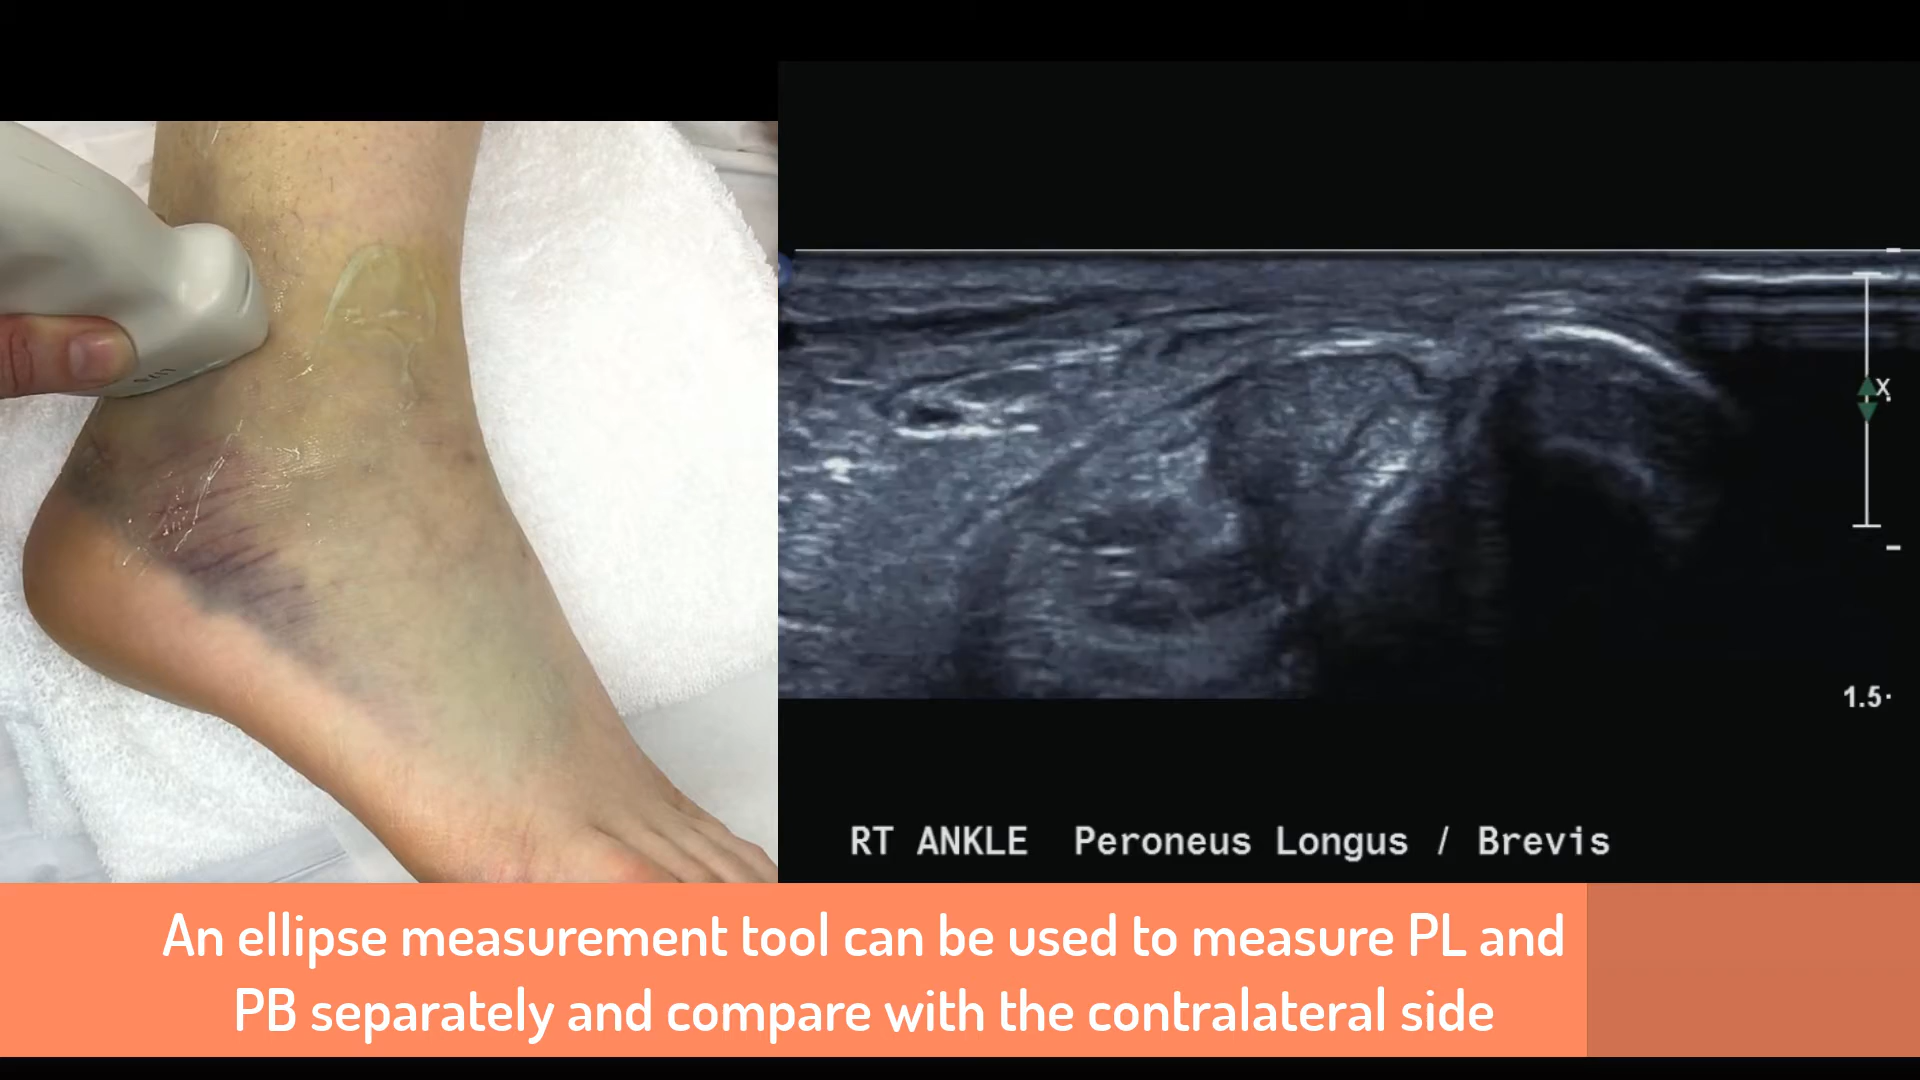 X
1.5
RT ANKLE Peroneus Longus / Brevis
An ellipse measurement tool can be used to measure PL and
PB separately and compare with the contralateral side